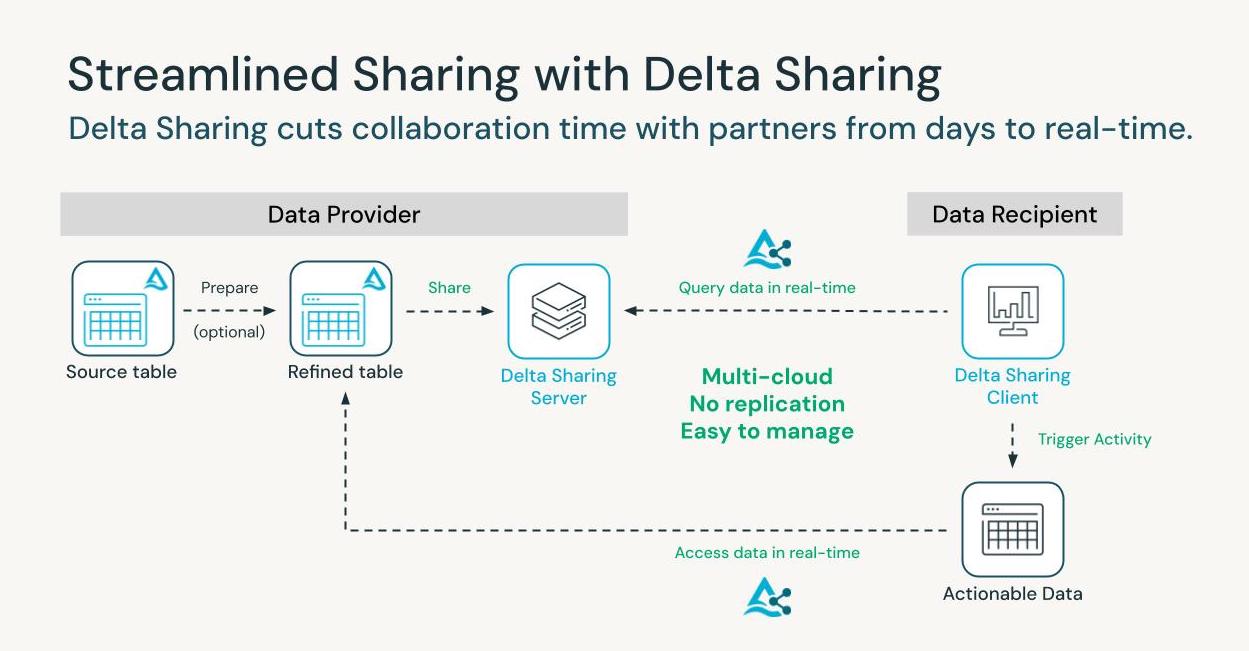 Streamlined Sharing with Delta Sharing
Delta Sharing cuts collaboration time with partners from days to real-time.
Data Provider
Data Recipient
Prepare
(optional)
Share
Query data in real-time
Source table
Refined table
Delta Sharing
Server
Multi-cloud
No replication
Easy to manage
Delta Sharing
Client
Trigger Activity
Access data in real-time
Actionable Data